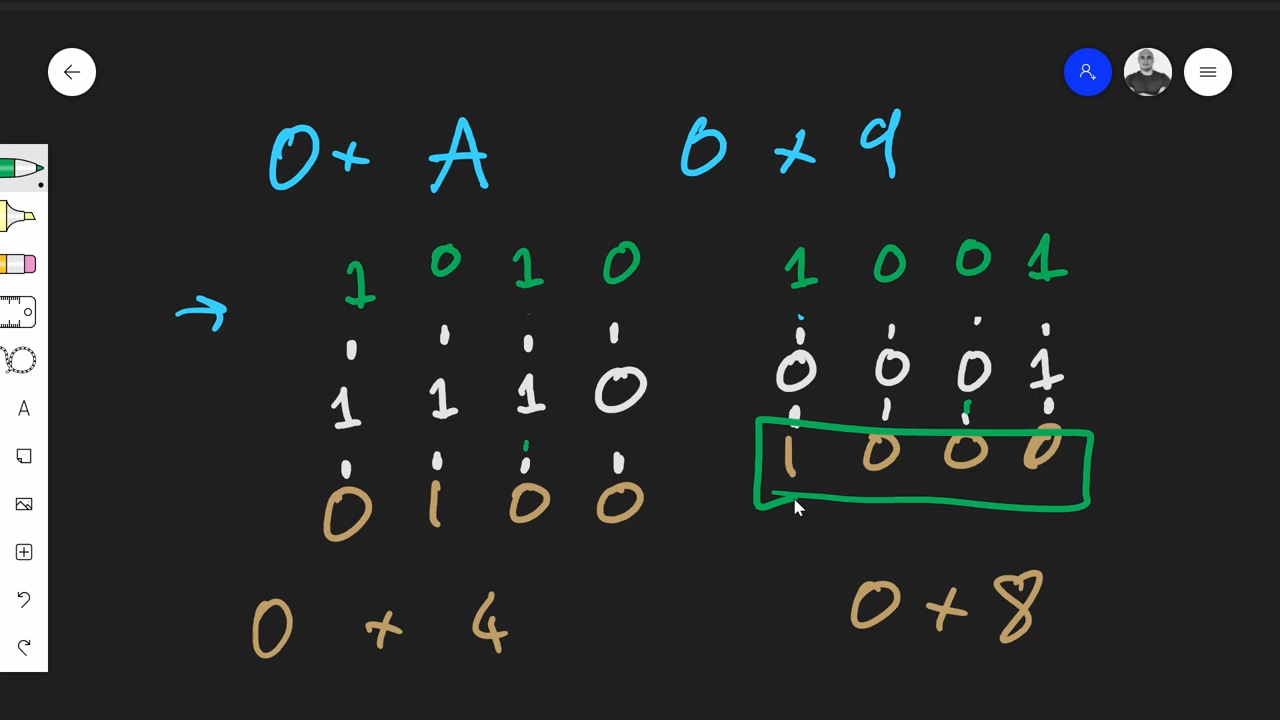 0x A 0 x 9
1 0 1 0 1 0 0 1
1 1 1 0 0 0 0 1
0 1 0 0 1 0 0 0
0 x 4 0 x 8
A